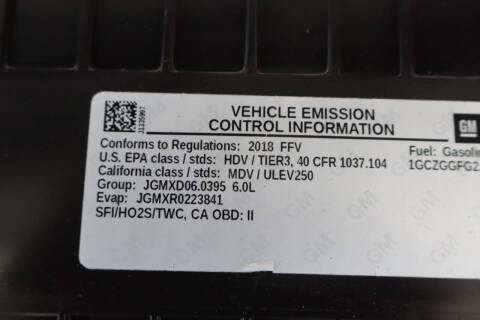 VEHICLE EMISSION
CONTROL INFORMATION
GM
Conforms to Regulations: 2018 FFV
Fuel: Gasolin
U.S. EPA class / stds: HDV / TIER3, 40 CFR 1037.104
1GCZGGFG2
California class / stds: MDV / ULEV250
Group: JGMXD06.0395 6.0L
Evap: JGMXR0223841
SFI/HO2S/TWC, CA OBD: II